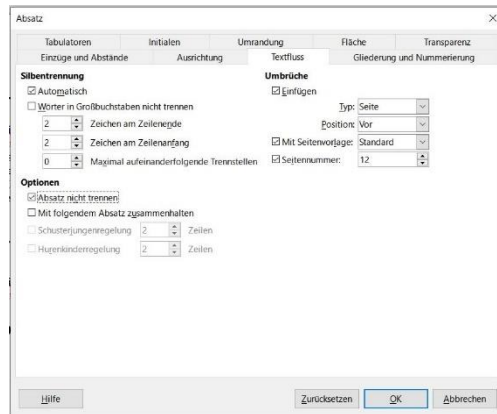 Absatz
Tabulatoren Initialen Umrandung Fläche Transparenz
Einzüge und Abstände Ausrichtung Textfluss Gliederung und Nummerierung
Silbentrennung
Automatisch
Wörter in Großbuchstaben nicht trennen
2 Zeichen am Zeilenende
2 Zeichen am Zeilenanfang
0 Maximal aufeinanderfolgende Trennstellen
Optionen
Absatz nicht trennen
Mit folgendem Absatz zusammenhalten
Schusterjungenregelung 2 Zeilen
Hurenkinderregelung 2 Zeilen
Umbrüche
Einfügen
Typ: Seite
Position: Vor
Mit Seitenvorlage: Standard
Seitennummer: 12
Hilfe Zurücksetzen OK Abbrechen